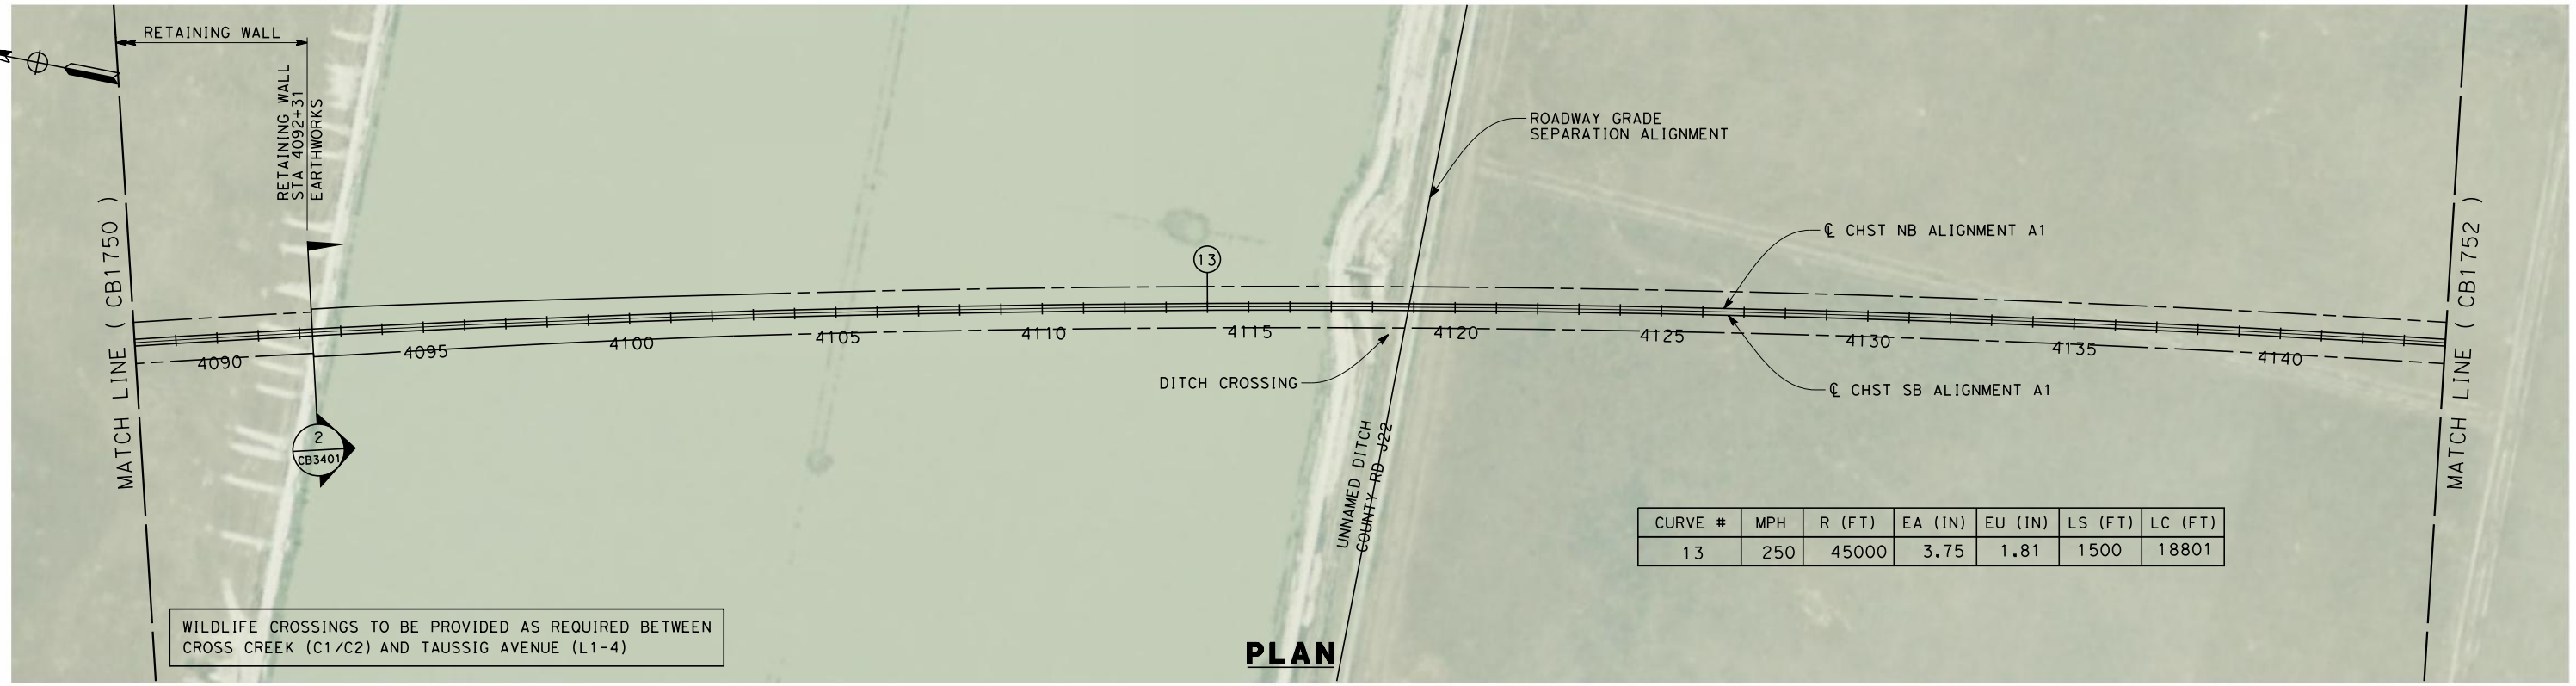 RETAINING WALL
RETAINING WALL
STA 4092+31
EARTHWORKS
MATCH LINE ( CB1750 )
ROADWAY GRADE
SEPARATION ALIGNMENT
MATCH LINE ( CB1752 )
℄ CHST NB ALIGNMENT A1
13
4090
4095
4100
4105
4110
4115
4120
4125
4130
4135
4140
DITCH CROSSING
℄ CHST SB ALIGNMENT A1
2
CB3401
UNNAMED DITCH
COUNTY RD J22
CURVE # MPH R (FT) EA (IN) EU (IN) LS (FT) LC (FT)
13 250 45000 3.75 1.81 1500 18801
WILDLIFE CROSSINGS TO BE PROVIDED AS REQUIRED BETWEEN
CROSS CREEK (C1/C2) AND TAUSSIG AVENUE (L1-4)
PLAN